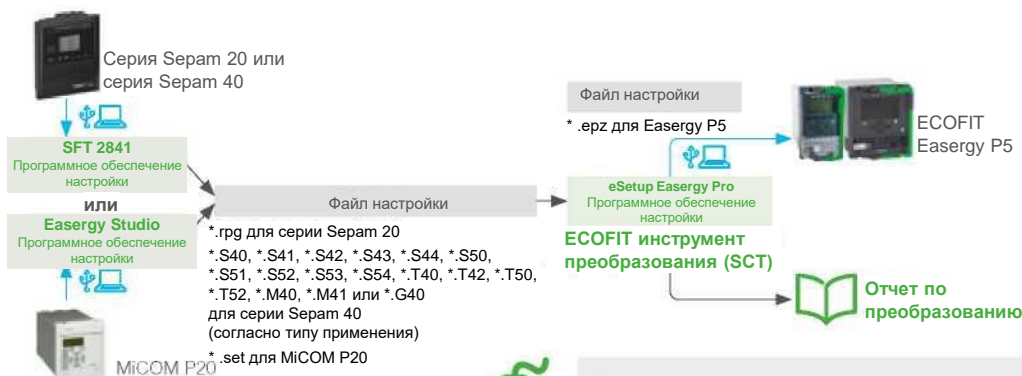 Серия Sepam 20 или
серия Sepam 40
SFT 2841
Программное обеспечение
настройки
или
Easergy Studio
Программное обеспечение
настройки
MiCOM P20
Файл настройки
*.rpg для серии Sepam 20
*.S40, *.S41, *.S42, *.S43, *.S44, *.S50,
*.S51, *.S52, *.S53, *.S54, *.T40, *.T42, *.T50,
*.T52, *.M40, *.M41 или *.G40
для серии Sepam 40
(согласно типу применения)
* .set для MiCOM P20
Файл настройки
* .epz для Easergy P5
eSetup Easergy Pro
Программное обеспечение
настройки
ECOFIT инструмент
преобразования (SCT)
ECOFIT
Easergy P5
Отчет по
преобразованию